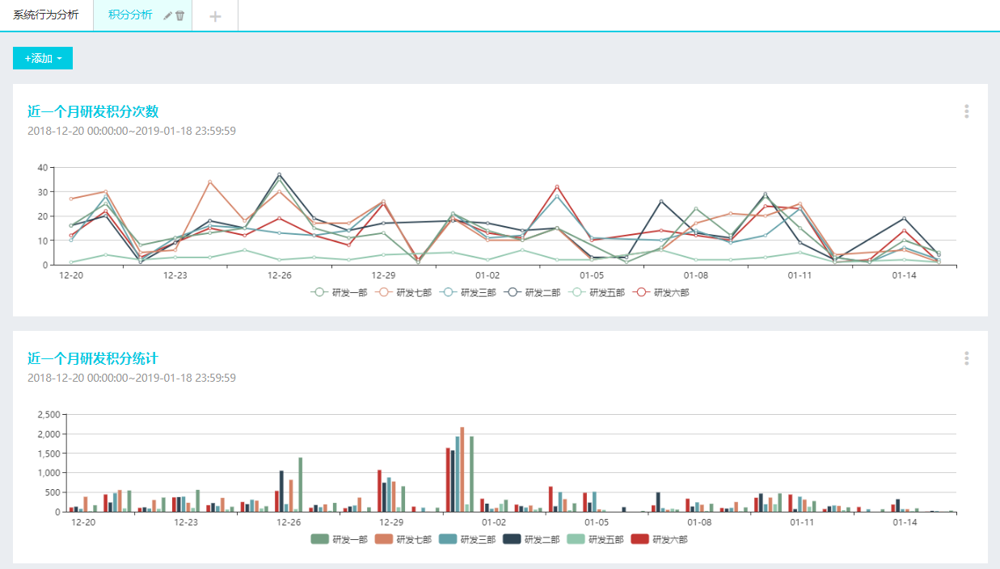 系统行为分析 积分分析
+添加
近一个月研发积分次数
2018-12-20 00:00:00~2019-01-18 23:59:59
40
30
20
10
0
12-20 12-23 12-26 12-29 01-02 01-05 01-08 01-11 01-14
研发一部 研发七部 研发三部 研发二部 研发五部 研发六部
近一个月研发积分统计
2018-12-20 00:00:00~2019-01-18 23:59:59
2,500
2,000
1,500
1,000
500
0
12-20 12-23 12-26 12-29 01-02 01-05 01-08 01-11 01-14
研发一部 研发七部 研发三部 研发二部 研发五部 研发六部